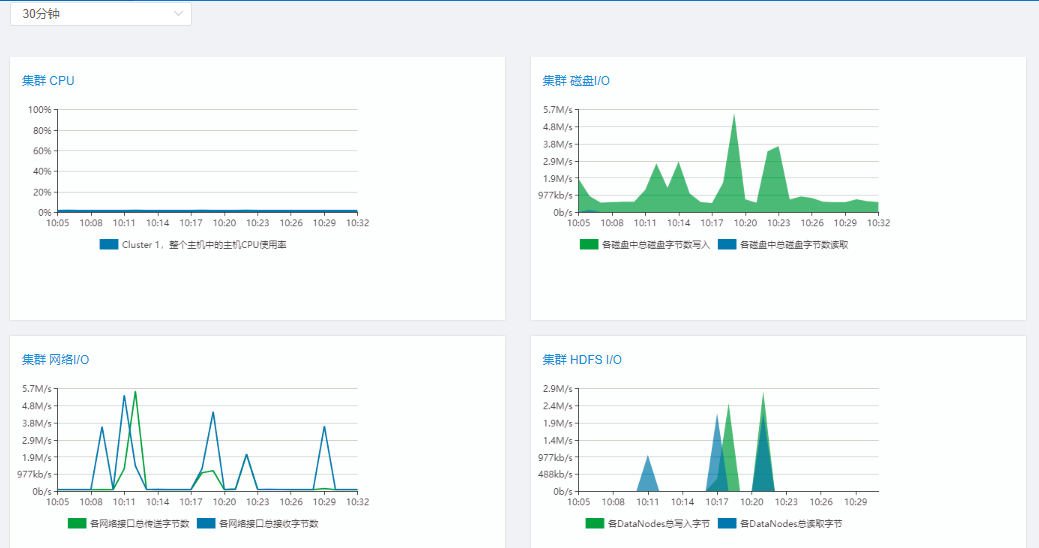 30分钟
集群 CPU
100%
80%
60%
40%
20%
0%
10:05 10:08 10:11 10:14 10:17 10:20 10:23 10:26 10:29 10:32
Cluster 1，整个主机中的主机CPU使用率
集群 磁盘I/O
5.7M/s
4.8M/s
3.8M/s
2.9M/s
1.9M/s
977kb/s
0b/s
10:05 10:08 10:11 10:14 10:17 10:20 10:23 10:26 10:29 10:32
各磁盘中总磁盘字节数写入 各磁盘中总磁盘字节数读取
集群 网络I/O
5.7M/s
4.8M/s
3.8M/s
2.9M/s
1.9M/s
977kb/s
0b/s
10:05 10:08 10:11 10:14 10:17 10:20 10:23 10:26 10:29 10:32
各网络接口总传送字节数 各网络接口总接收字节数
集群 HDFS I/O
2.9M/s
2.4M/s
1.9M/s
1.4M/s
977kb/s
488kb/s
0b/s
10:05 10:08 10:11 10:14 10:17 10:20 10:23 10:26 10:29
各DataNodes总写入字节 各DataNodes总读取字节